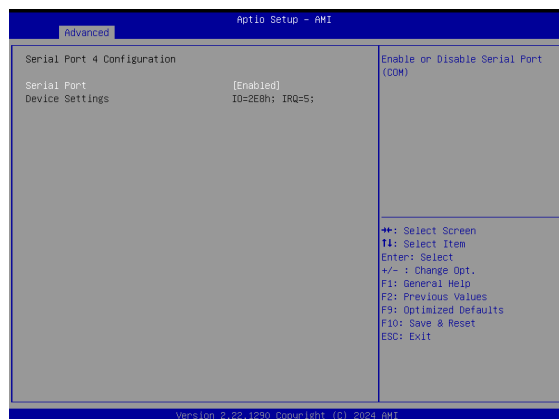 Aptio Setup – AMI
Advanced
Serial Port 4 Configuration
Serial Port [Enabled]
Device Settings IO=2E8h; IRQ=5;
Enable or Disable Serial Port
(COM)
→←: Select Screen
↑↓: Select Item
Enter: Select
+/- : Change Opt.
F1: General Help
F2: Previous Values
F9: Optimized Defaults
F10: Save & Reset
ESC: Exit
Version 2.22.1290 Copyright (C) 2024 AMI